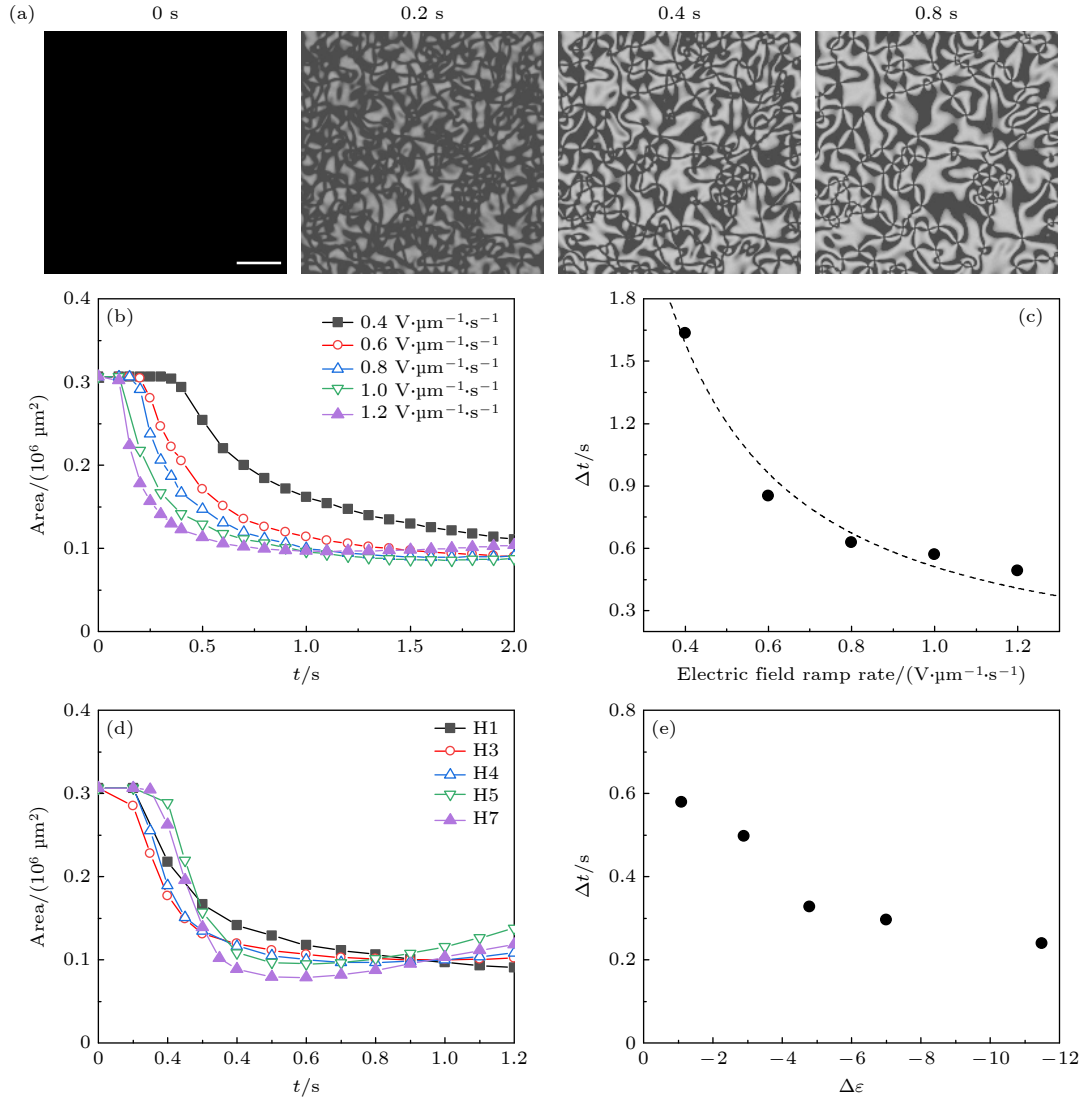 (a)
0 s
0.2 s
0.4 s
0.8 s
(b)
0.4 V·µm⁻¹·s⁻¹
0.6 V·µm⁻¹·s⁻¹
0.8 V·µm⁻¹·s⁻¹
1.0 V·µm⁻¹·s⁻¹
1.2 V·µm⁻¹·s⁻¹
Area/(10⁶ µm²)
0.4
0.3
0.2
0.1
0
0 0.5 1.0 1.5 2.0
t/s
(c)
Δt/s
1.8
1.5
1.2
0.9
0.6
0.3
0.4 0.6 0.8 1.0 1.2
Electric field ramp rate/(V·µm⁻¹·s⁻¹)
(d)
H1
H3
H4
H5
H7
Area/(10⁶ µm²)
0.4
0.3
0.2
0.1
0
0 0.4 0.4 0.6 0.8 1.0 1.2
t/s
(e)
Δt/s
0.8
0.6
0.4
0.2
0
0 −2 −4 −6 −8 −10 −12
Δε